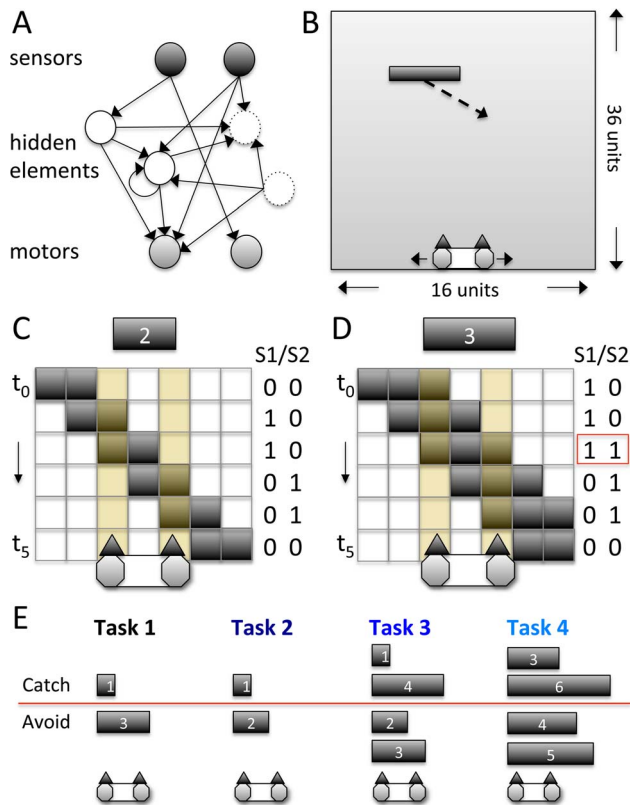 A
sensors
hidden
elements
motors
B
36 units
16 units
C
2
S1/S2
t0
0 0
1 0
1 0
0 1
0 1
t5
0 0
D
3
S1/S2
t0
1 0
1 0
1 1
0 1
0 1
t5
0 0
E
Task 1 Task 2 Task 3 Task 4
1 3
Catch 1 1 4 6
Avoid 3 2 2 4
3 5